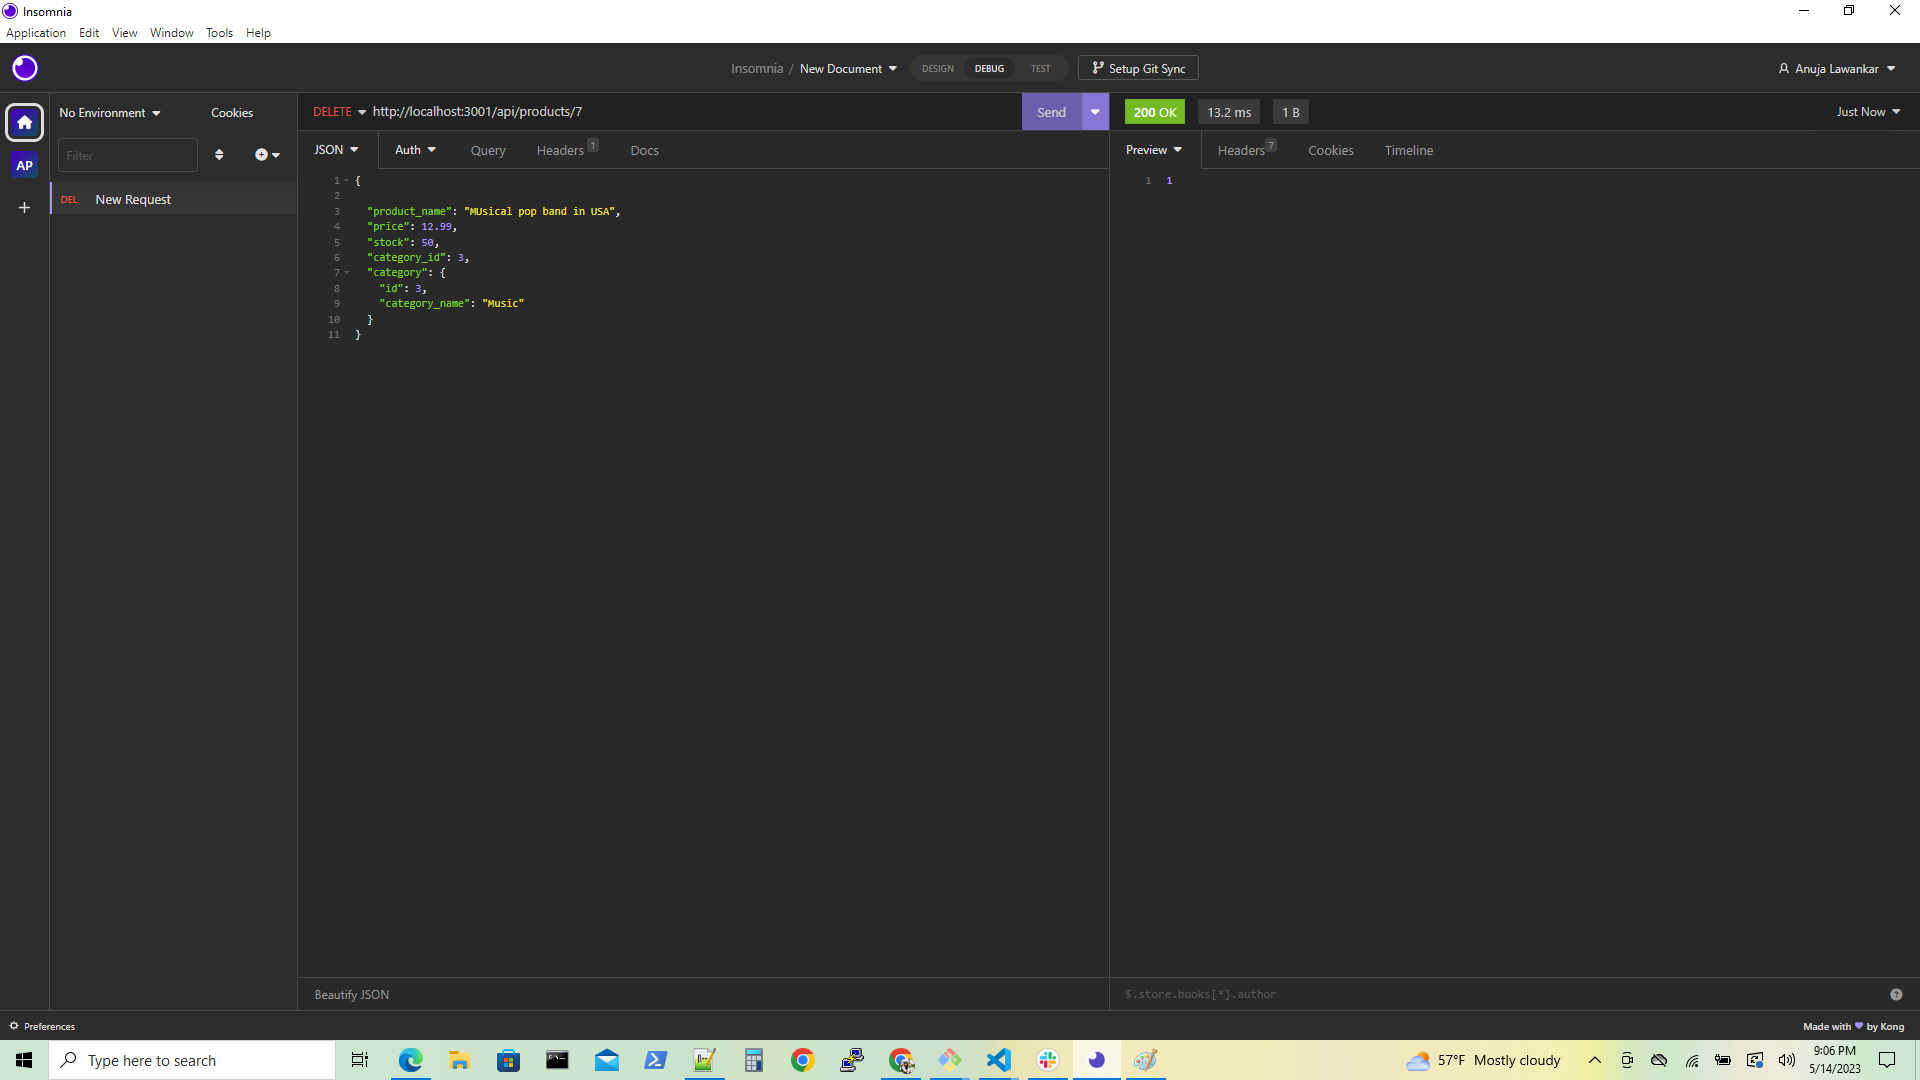 Insomnia
Application Edit View Window Tools Help
Insomnia / New Document DESIGN DEBUG TEST Setup Git Sync Anuja Lawankar
No Environment Cookies
DELETE http://localhost:3001/api/products/7 Send
200 OK 13.2 ms 1 B Just Now
Filter
JSON Auth Query Headers 1 Docs
Preview Headers 7 Cookies Timeline
AP
DEL New Request
1 {
2
3 "product_name": "MUsical pop band in USA",
4 "price": 12.99,
5 "stock": 50,
6 "category_id": 3,
7 "category": {
8 "id": 3,
9 "category_name": "Music"
10 }
11 }
1 1
Beautify JSON
$.store.books[*].author
Preferences
Made with by Kong
Type here to search
57°F Mostly cloudy
9:06 PM
5/14/2023